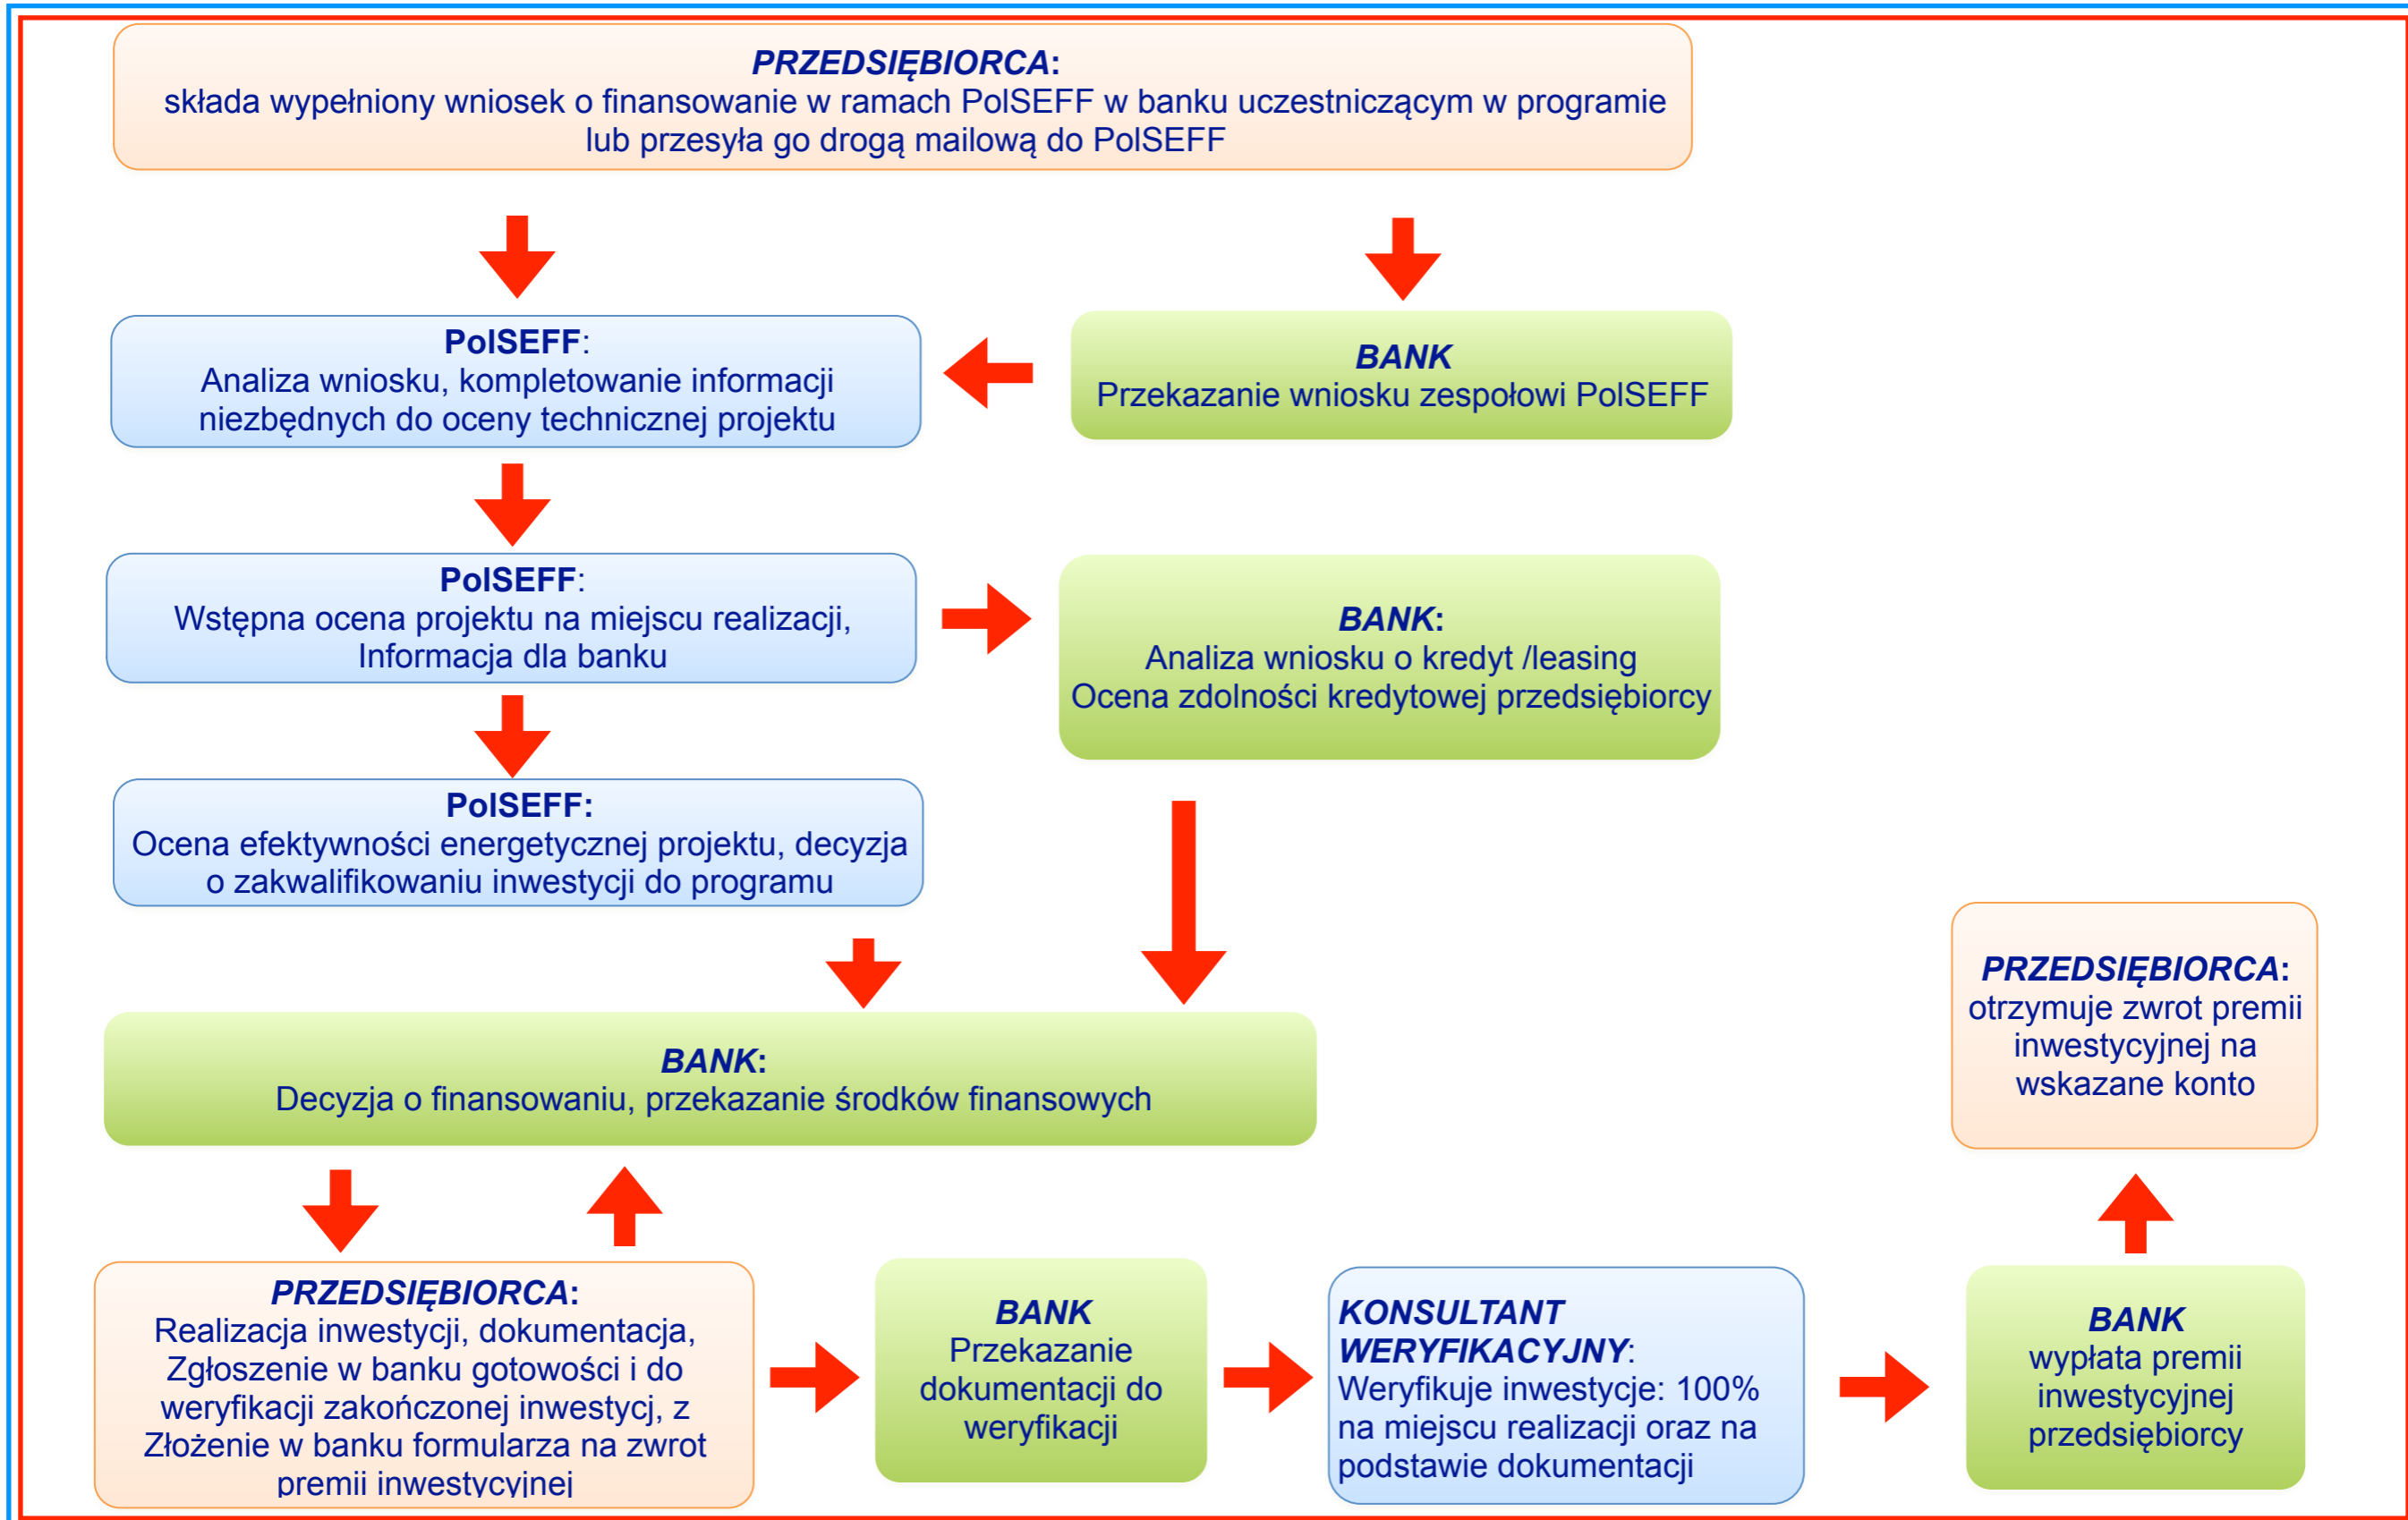 PRZEDSIĘBIORCA:
składa wypełniony wniosek o finansowanie w ramach PolSEFF w banku uczestniczącym w programie
lub przesyła go drogą mailową do PolSEFF
PolSEFF:
Analiza wniosku, kompletowanie informacji
niezbędnych do oceny technicznej projektu
BANK
Przekazanie wniosku zespołowi PolSEFF
PolSEFF:
Wstępna ocena projektu na miejscu realizacji,
Informacja dla banku
BANK:
Analiza wniosku o kredyt /leasing
Ocena zdolności kredytowej przedsiębiorcy
PolSEFF:
Ocena efektywności energetycznej projektu, decyzja
o zakwalifikowaniu inwestycji do programu
BANK:
Decyzja o finansowaniu, przekazanie środków finansowych
PRZEDSIĘBIORCA:
Realizacja inwestycji, dokumentacja,
Zgłoszenie w banku gotowości i do
weryfikacji zakończonej inwestycj, z
Złożenie w banku formularza na zwrot
premii inwestycyjnej
BANK
Przekazanie
dokumentacji do
weryfikacji
KONSULTANT
WERYFIKACYJNY:
Weryfikuje inwestycje: 100%
na miejscu realizacji oraz na
podstawie dokumentacji
BANK
wypłata premii
inwestycyjnej
przedsiębiorcy
PRZEDSIĘBIORCA:
otrzymuje zwrot premii
inwestycyjnej na
wskazane konto